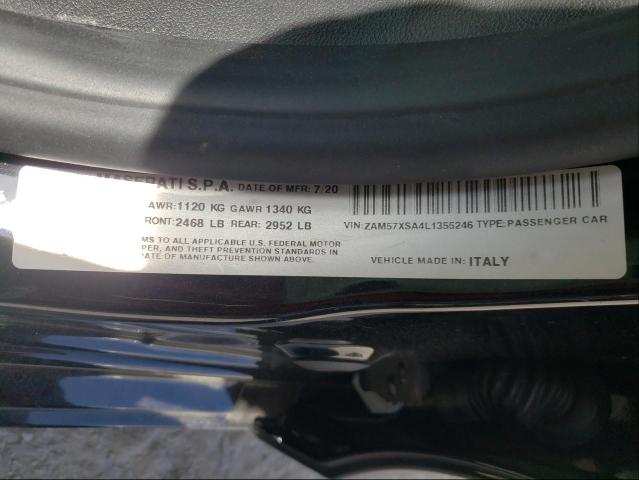 MASERATI S.P.A. DATE OF MFR: 7/20
AWR:1120 KG GAWR 1340 KG
RONT:2468 LB REAR: 2952 LB
VIN:ZAM57XSA4L1355246 TYPE:PASSENGER CAR
MS TO ALL APPLICABLE U.S. FEDERAL MOTOR
PER, AND THEFT PREVENTION STANDARDS IN
DATE OF MANUFACTURE SHOWN ABOVE.
VEHICLE MADE IN: ITALY